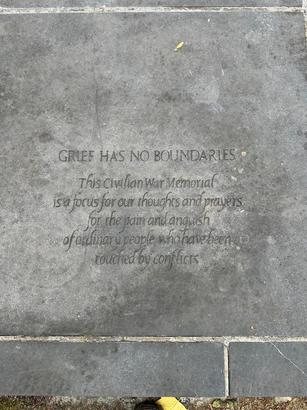 GRIEF HAS NO BOUNDARIES
This Civilian War Memorial
is a focus for our thoughts and prayers
for the pain and anguish
of ordinary people who have been
touched by conflicts